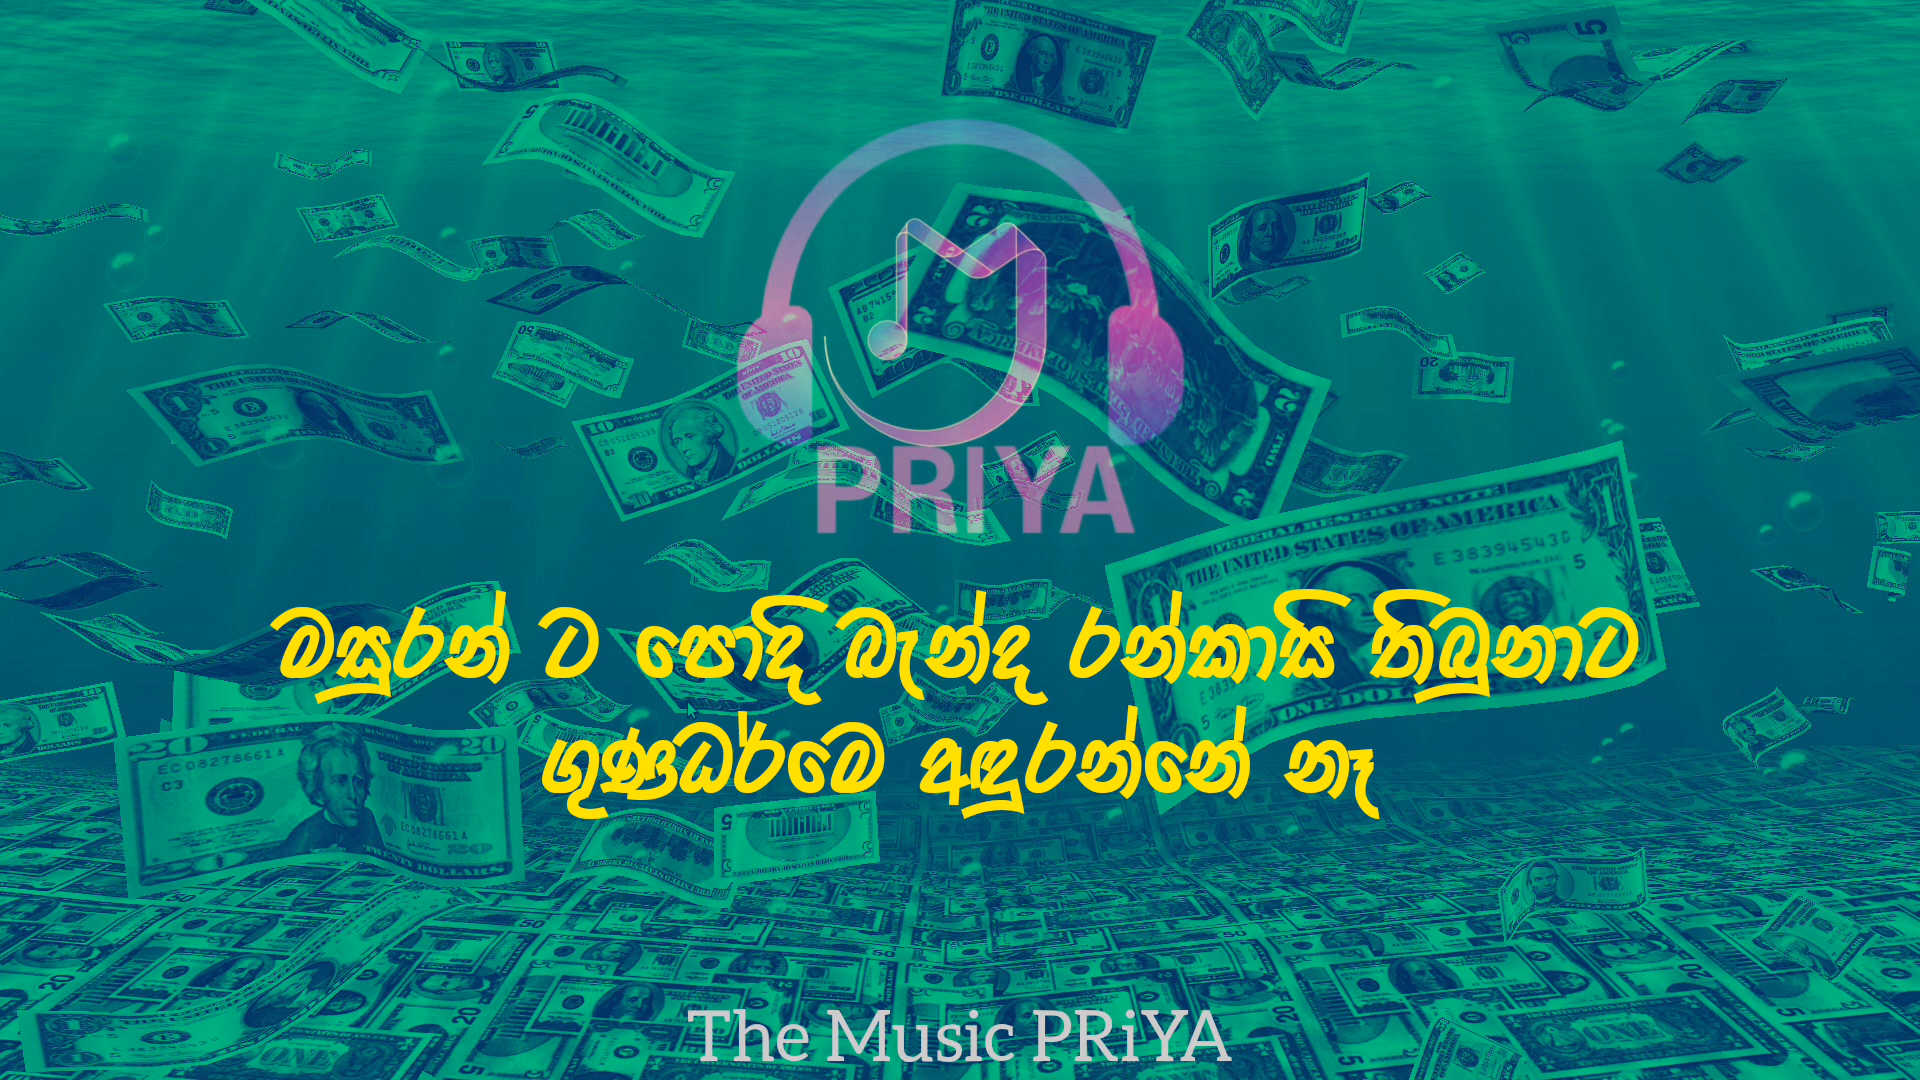 PRIYA
මසුරන් ට පොදි බැන්ද රන්කාසි තිබුනාට
ගුණධර්මෙ අඳුරන්නේ නෑ
The Music PRiYA